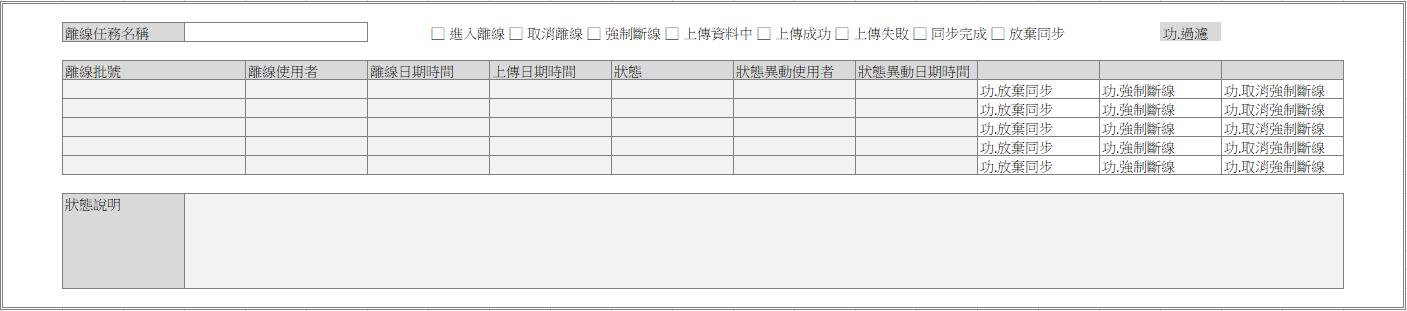 離線任務名稱 □ 進入離線 □ 取消離線 □ 強制斷線 □ 上傳資料中 □ 上傳成功 □ 上傳失敗 □ 同步完成 □ 放棄同步 功.過濾
離線批號 離線使用者 離線日期時間 上傳日期時間 狀態 狀態異動使用者 狀態異動日期時間
功.放棄同步 功.強制斷線 功.取消強制斷線
功.放棄同步 功.強制斷線 功.取消強制斷線
功.放棄同步 功.強制斷線 功.取消強制斷線
功.放棄同步 功.強制斷線 功.取消強制斷線
功.放棄同步 功.強制斷線 功.取消強制斷線
狀態說明